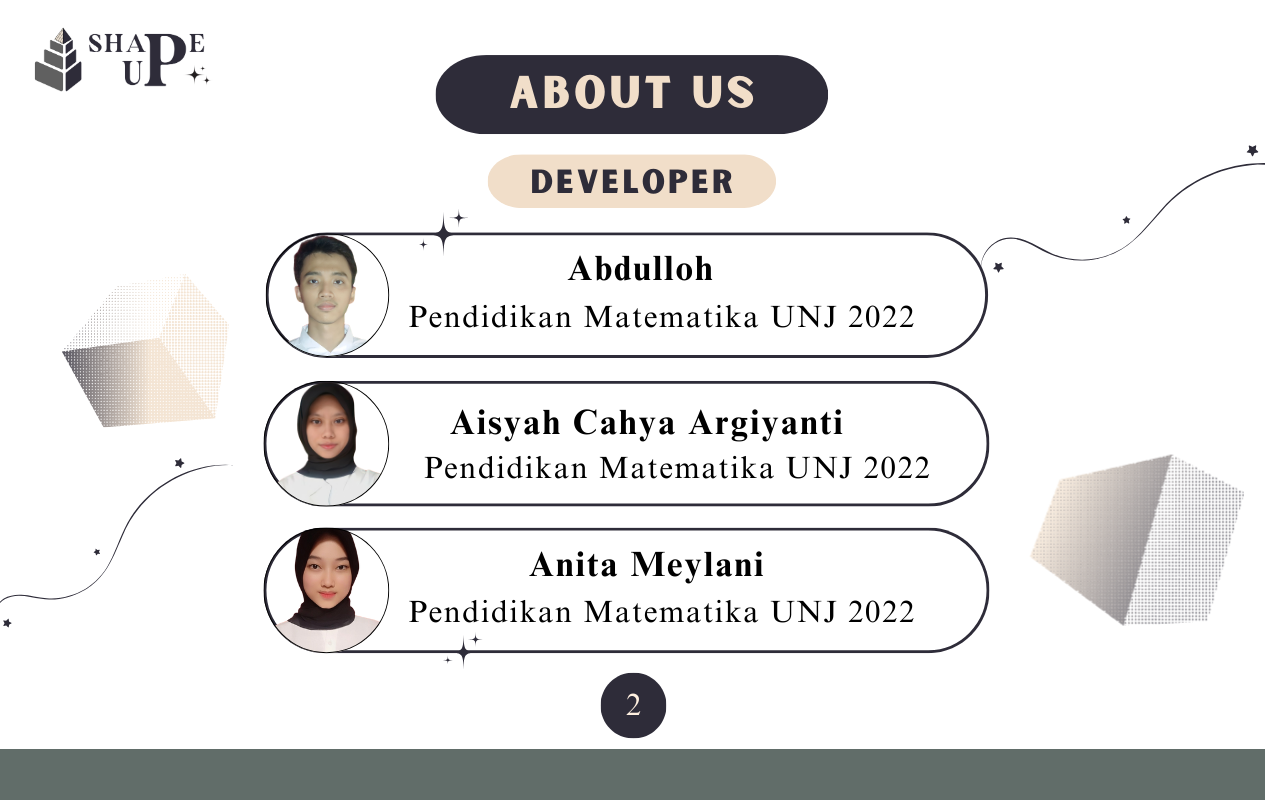 SHAPE
UP
ABOUT US
DEVELOPER
Abdulloh
Pendidikan Matematika UNJ 2022
Aisyah Cahya Argiyanti
Pendidikan Matematika UNJ 2022
Anita Meylani
Pendidikan Matematika UNJ 2022
2